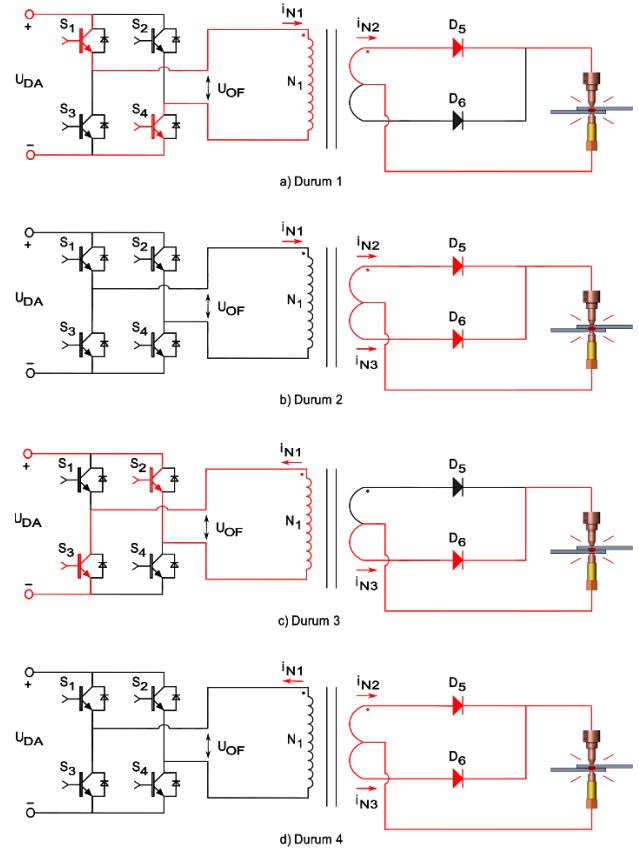 S1 S2 iN1 iN2 D5
+
UDA N1
UOF
S3 S4 D6
–
a) Durum 1
S1 S2 iN1 iN2 D5
+
UDA N1
UOF
S3 S4 D6
– iN3
b) Durum 2
S1 S2 iN1 D5
+
UDA N1
UOF
S3 S4 D6
– iN3
c) Durum 3
S1 S2 iN1 iN2 D5
+
UDA N1
UOF
S3 S4 D6
– iN3
d) Durum 4